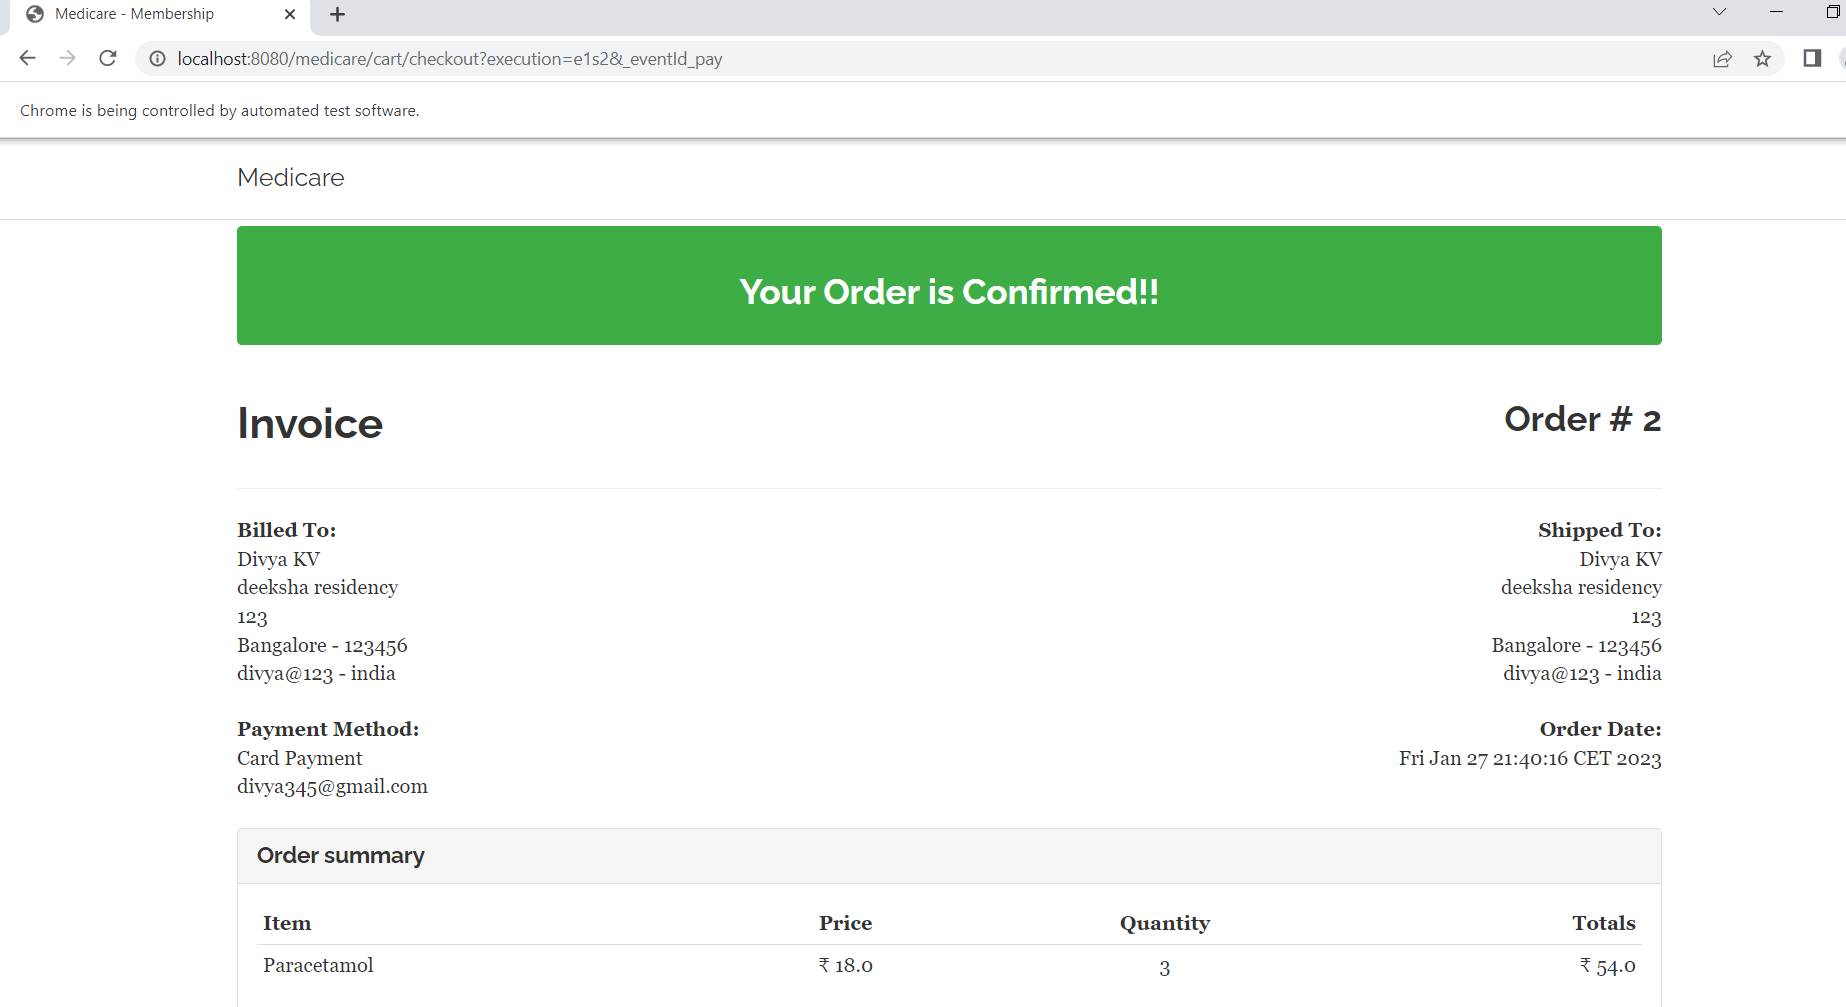 Medicare - Membership
localhost:8080/medicare/cart/checkout?execution=e1s2&_eventId_pay
Chrome is being controlled by automated test software.
Medicare
Your Order is Confirmed!!
Invoice
Order # 2
Billed To:
Divya KV
deeksha residency
123
Bangalore - 123456
divya@123 - india
Shipped To:
Divya KV
deeksha residency
123
Bangalore - 123456
divya@123 - india
Payment Method:
Card Payment
divya345@gmail.com
Order Date:
Fri Jan 27 21:40:16 CET 2023
Order summary
Item Price Quantity Totals
Paracetamol ₹ 18.0 3 ₹ 54.0